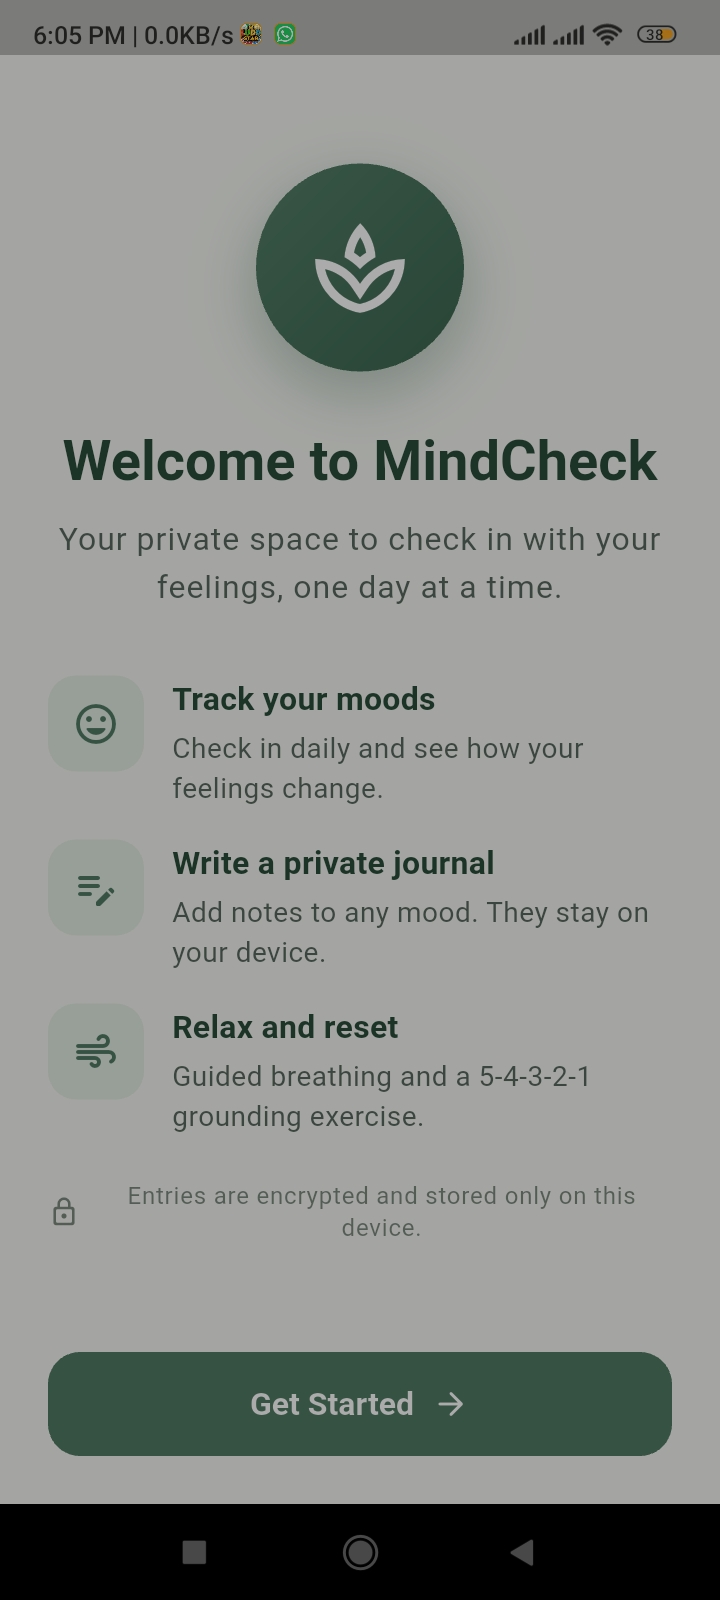 6:05 PM | 0.0KB/s
38
Welcome to MindCheck
Your private space to check in with your
feelings, one day at a time.
Track your moods
Check in daily and see how your
feelings change.
Write a private journal
Add notes to any mood. They stay on
your device.
Relax and reset
Guided breathing and a 5-4-3-2-1
grounding exercise.
Entries are encrypted and stored only on this
device.
Get Started